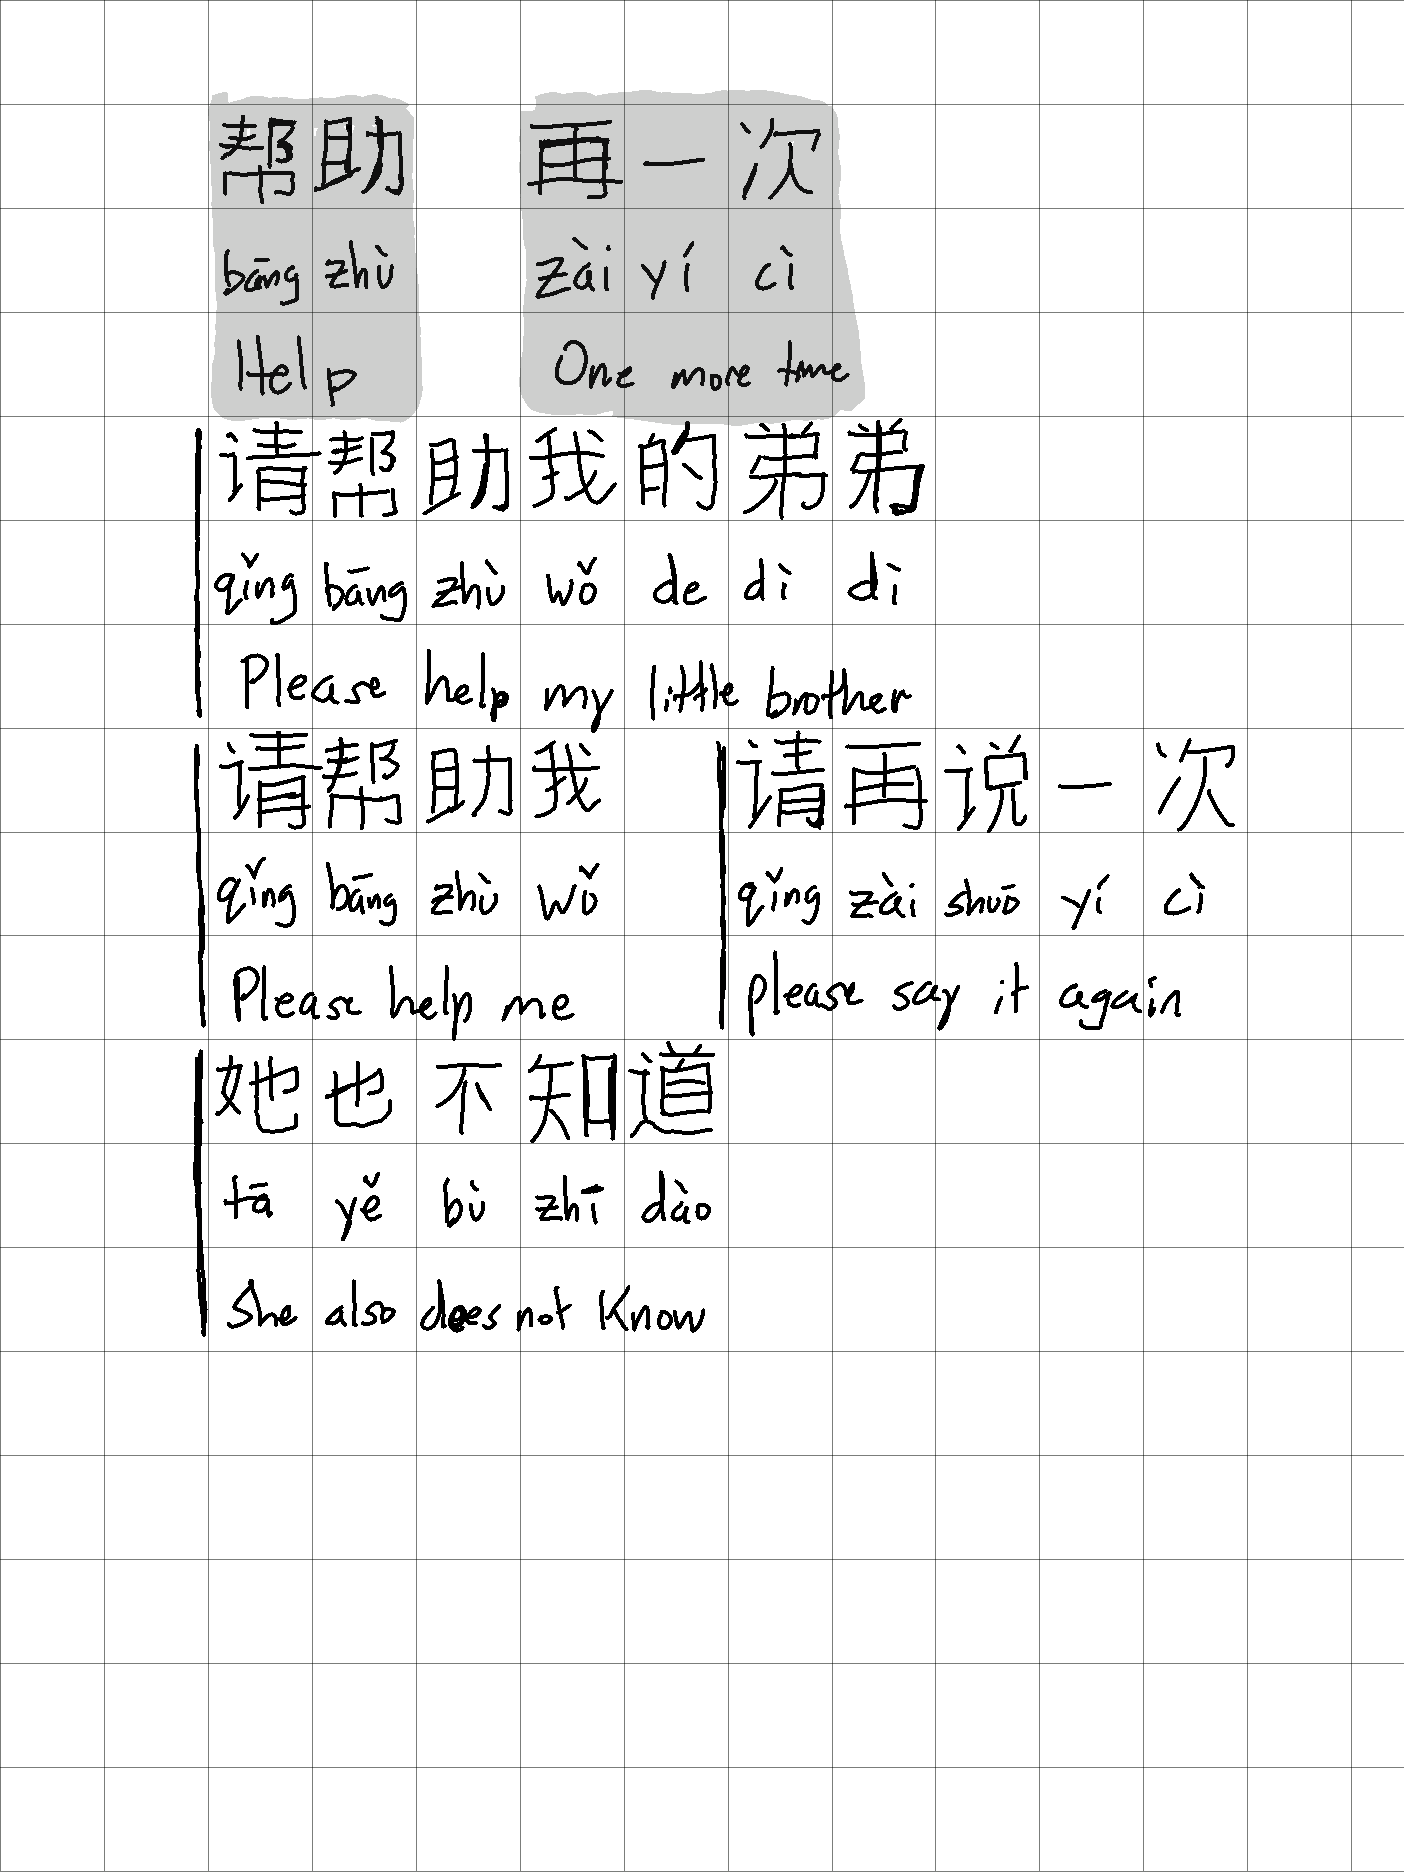 帮助 再一次
bāng zhù zài yí cì
Help One more time
请帮助我的弟弟
qǐng bāng zhù wǒ de dì dì
Please help my little brother
请帮助我 请再说一次
qǐng bāng zhù wǒ qǐng zài shuō yí cì
Please help me please say it again
她也不知道
tā yě bù zhī dào
She also does not know